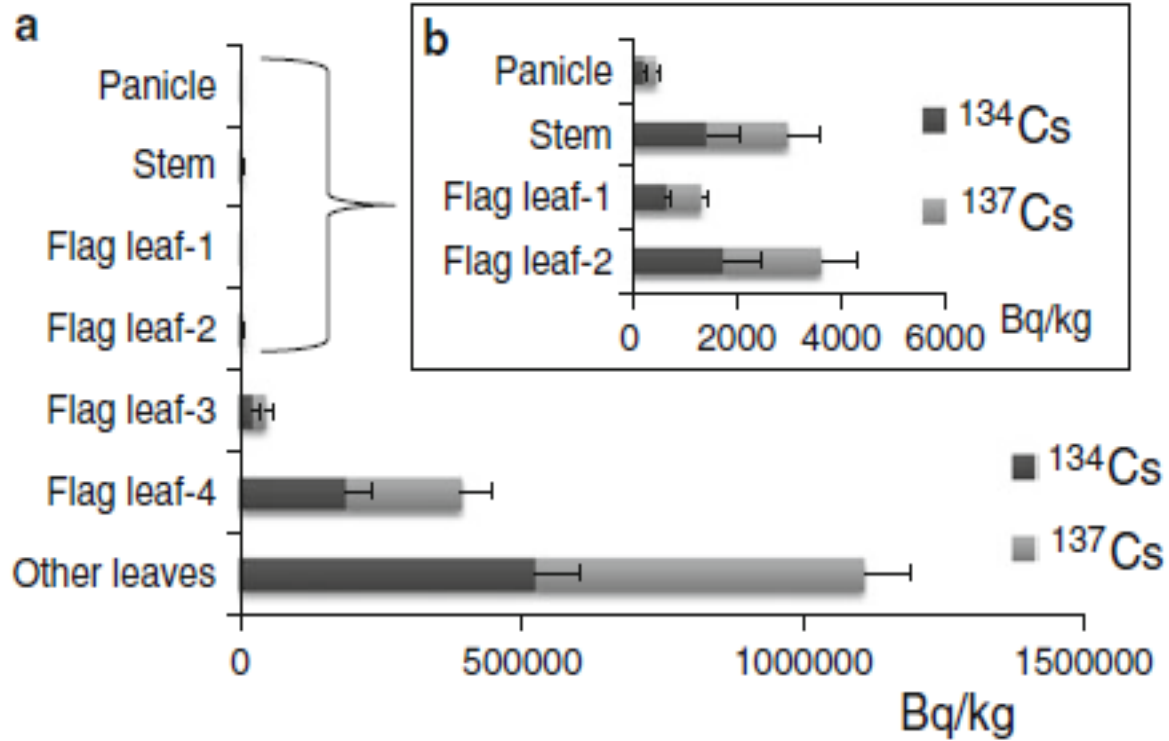 a
Panicle
Stem
Flag leaf-1
Flag leaf-2
Flag leaf-3
Flag leaf-4
Other leaves
0 500000 1000000 1500000
Bq/kg
134Cs
137Cs
b
Panicle
Stem
Flag leaf-1
Flag leaf-2
0 2000 4000 6000 Bq/kg
134Cs
137Cs